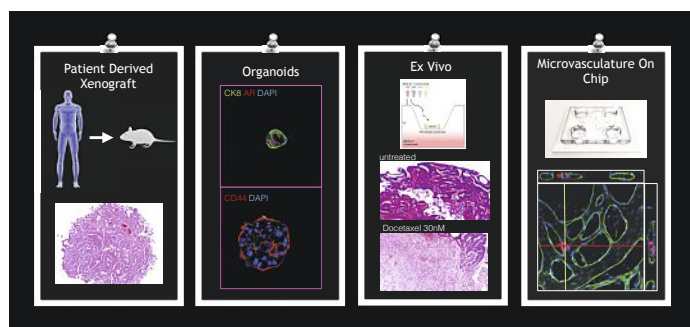 Patient Derived
Xenograft
Organoids
CK8 AR DAPI
CD44 DAPI
Ex Vivo
untreated
Docetaxel 30nM
Microvasculature On
Chip